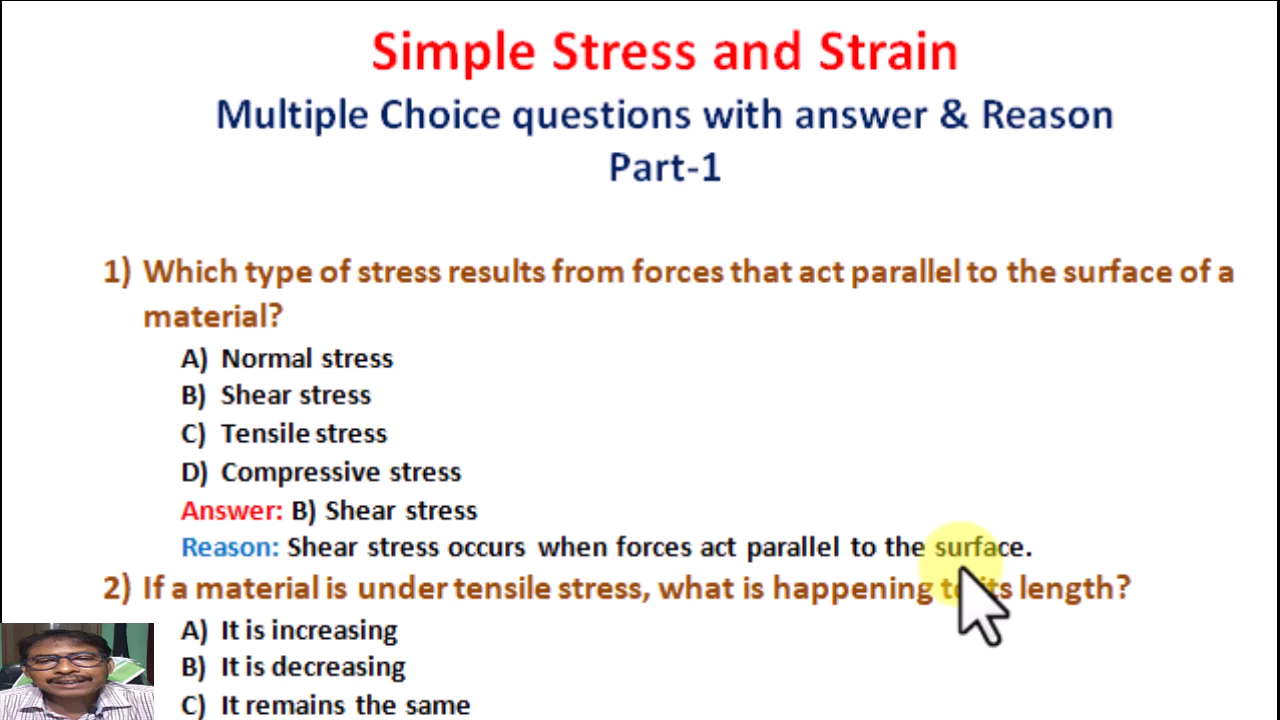 Simple Stress and Strain
Multiple Choice questions with answer & Reason
Part-1
1) Which type of stress results from forces that act parallel to the surface of a
material?
A) Normal stress
B) Shear stress
C) Tensile stress
D) Compressive stress
Answer: B) Shear stress
Reason: Shear stress occurs when forces act parallel to the surface.
2) If a material is under tensile stress, what is happening to its length?
A) It is increasing
B) It is decreasing
C) It remains the same